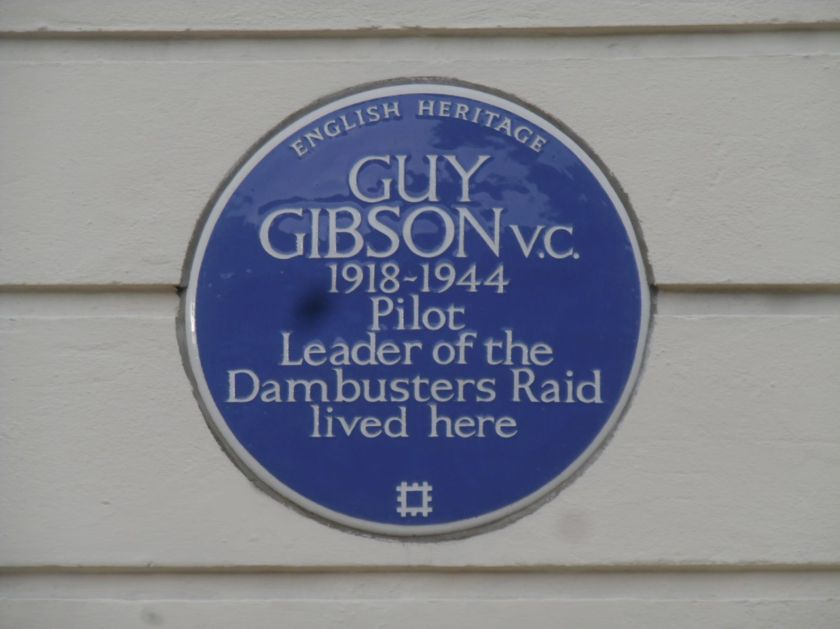 ENGLISH HERITAGE
GUY
GIBSON V.C.
1918-1944
Pilot
Leader of the
Dambusters Raid
lived here